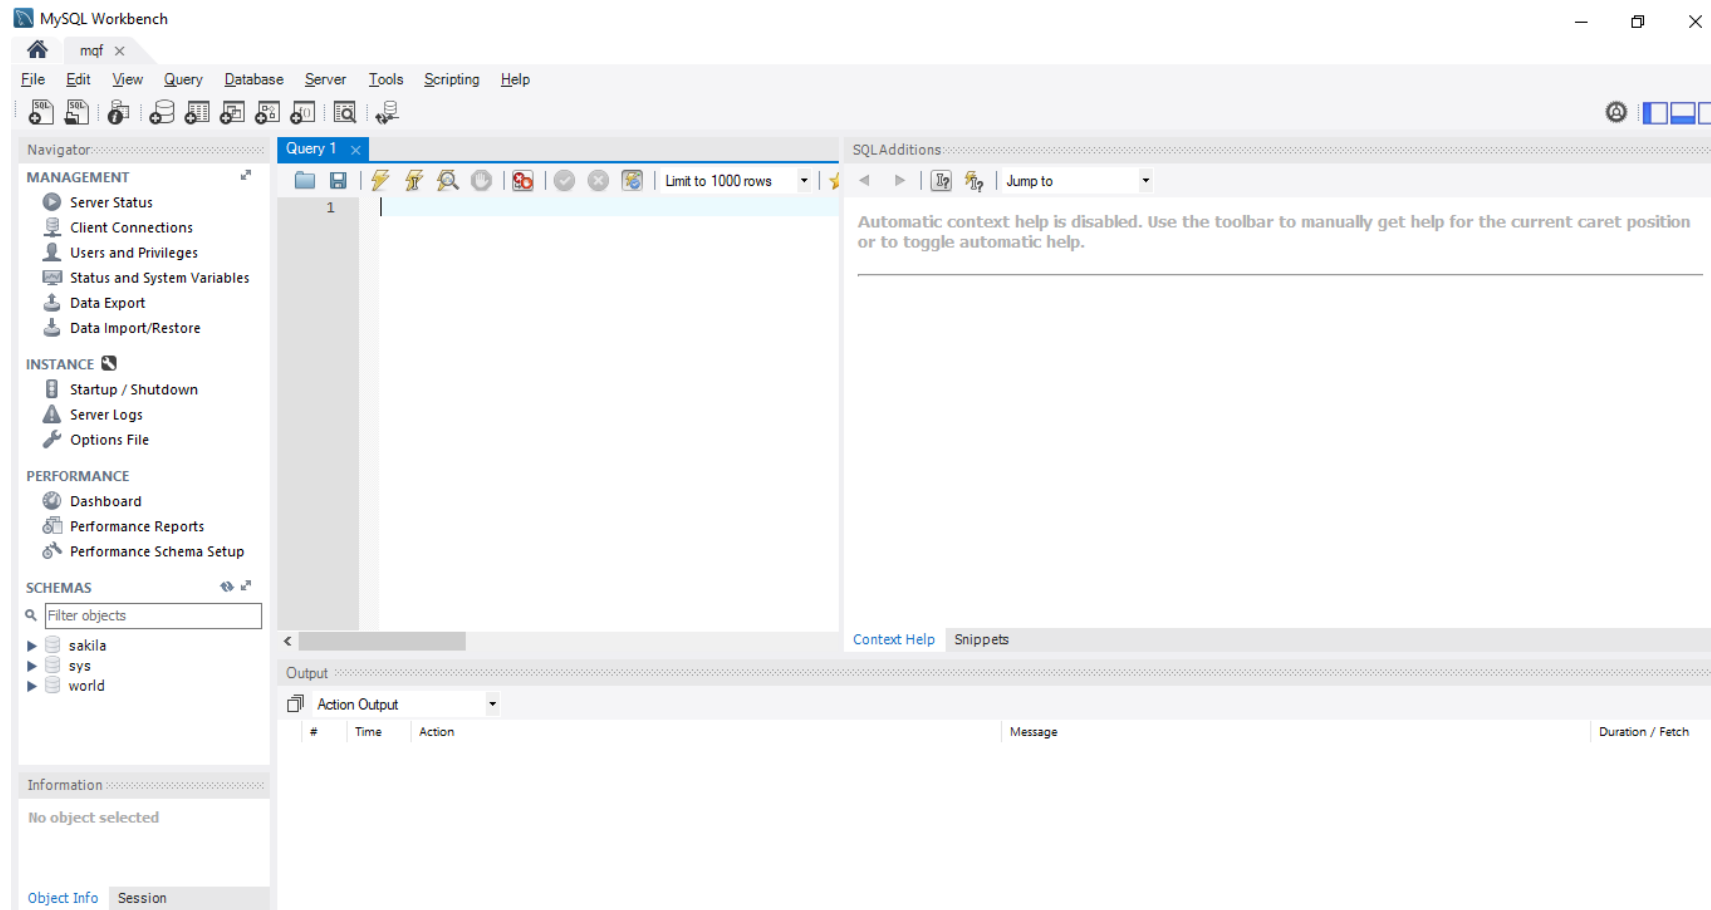 MySQL Workbench
mqf
File Edit View Query Database Server Tools Scripting Help
Navigator
MANAGEMENT
Server Status
Client Connections
Users and Privileges
Status and System Variables
Data Export
Data Import/Restore
INSTANCE
Startup / Shutdown
Server Logs
Options File
PERFORMANCE
Dashboard
Performance Reports
Performance Schema Setup
SCHEMAS
Filter objects
sakila
sys
world
Information
No object selected
Object Info Session
Query 1
Limit to 1000 rows
1
SQLAdditions
Jump to
Automatic context help is disabled. Use the toolbar to manually get help for the current caret position
or to toggle automatic help.
Context Help Snippets
Output
Action Output
# Time Action Message Duration / Fetch